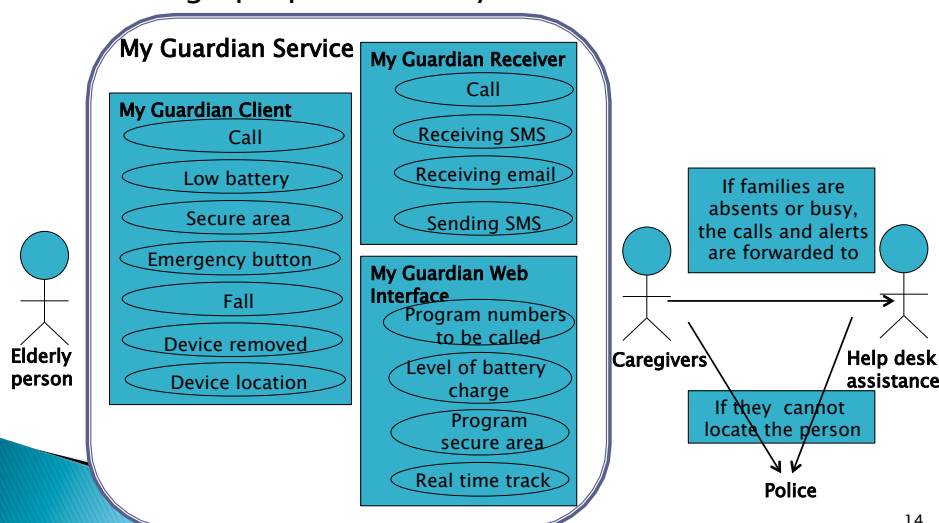 My Guardian Service
My Guardian Client
Call
Low battery
Secure area
Emergency button
Fall
Device removed
Device location
My Guardian Receiver
Call
Receiving SMS
Receiving email
Sending SMS
My Guardian Web
Interface
Program numbers
to be called
Level of battery
charge
Program
secure area
Real time track
Elderly
person
Caregivers
If families are
absents or busy,
the calls and alerts
are forwarded to
Help desk
assistance
If they cannot
locate the person
Police
14